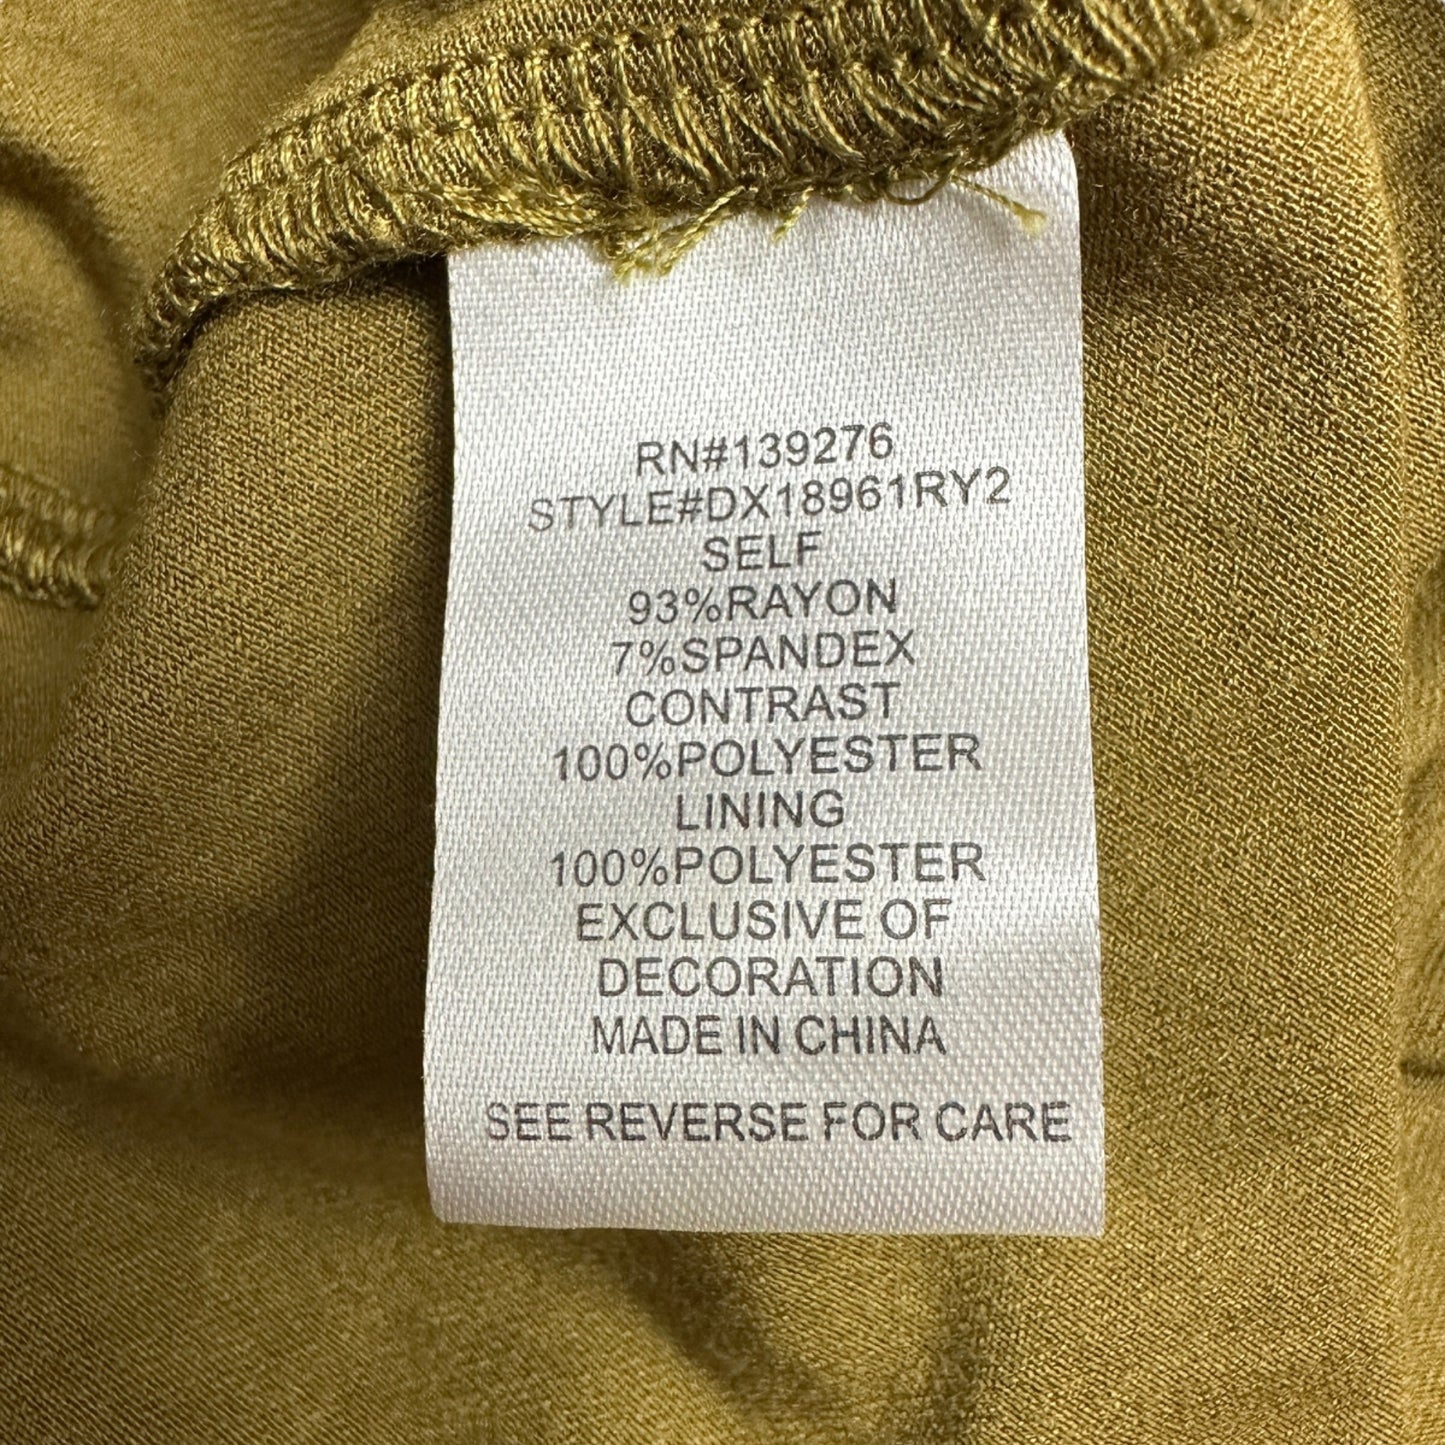 RN#139276
STYLE#DX18961RY2
SELF
93%RAYON
7%SPANDEX
CONTRAST
100%POLYESTER
LINING
100%POLYESTER
EXCLUSIVE OF
DECORATION
MADE IN CHINA
SEE REVERSE FOR CARE